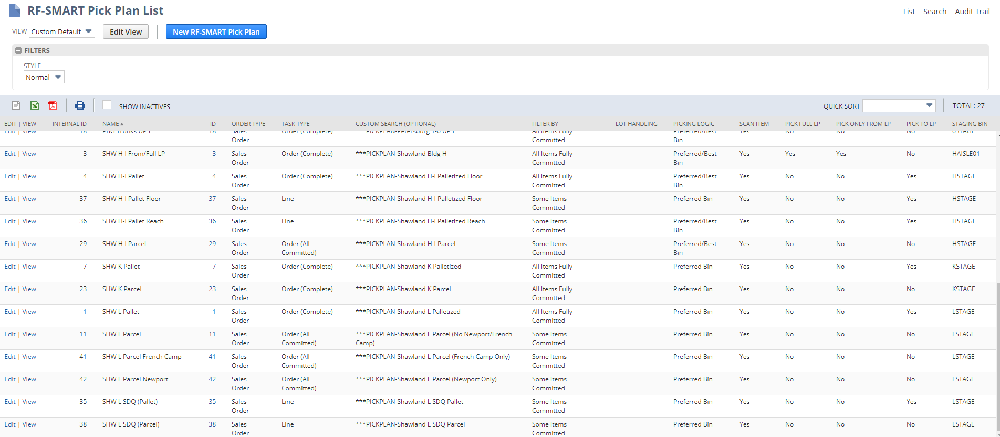 RF-SMART Pick Plan List
List Search Audit Trail
VIEW Custom Default Edit View New RF-SMART Pick Plan
FILTERS
STYLE
Normal
SHOW INACTIVES QUICK SORT TOTAL: 27
EDIT | VIEW INTERNAL ID NAME ID ORDER TYPE TASK TYPE CUSTOM SEARCH (OPTIONAL) FILTER BY LOT HANDLING PICKING LOGIC SCAN ITEM PICK FULL LP PICK ONLY FROM LP PICK TO LP STAGING BIN
Edit | View 18 PBG Trunks UPS 18 Sales Order (Complete) ***PICKPLAN-Petersburg 1-6 UPS All Items Fully Preferred/Best Yes No No No 6STAGE
Order Committed Bin
Edit | View 3 SHW H-I From/Full LP 3 Sales Order (Complete) ***PICKPLAN-Shawland Bldg H All Items Fully Preferred/Best Yes Yes Yes No HAISLE01
Order Committed Bin
Edit | View 4 SHW H-I Pallet 4 Sales Order (Complete) ***PICKPLAN-Shawland H-I Palletized Floor All Items Fully Preferred/Best Yes No No Yes HSTAGE
Order Committed Bin
Edit | View 37 SHW H-I Pallet Floor 37 Sales Line ***PICKPLAN-Shawland H-I Palletized Floor Some Items Preferred Bin Yes No No Yes HSTAGE
Order Committed
Edit | View 36 SHW H-I Pallet Reach 36 Sales Line ***PICKPLAN-Shawland H-I Palletized Reach Some Items Preferred/Best Yes No No Yes HSTAGE
Order Committed Bin
Edit | View 29 SHW H-I Parcel 29 Sales Order (All ***PICKPLAN-Shawland H-I Parcel Some Items Preferred/Best Yes No No No HSTAGE
Order Committed) Committed Bin
Edit | View 7 SHW K Pallet 7 Sales Order (Complete) ***PICKPLAN-Shawland K Palletized All Items Fully Preferred Bin Yes No No Yes KSTAGE
Order Committed
Edit | View 23 SHW K Parcel 23 Sales Order (Complete) ***PICKPLAN-Shawland K Parcel All Items Fully Preferred Bin Yes No No No KSTAGE
Order Committed
Edit | View 1 SHW L Pallet 1 Sales Order (Complete) ***PICKPLAN-Shawland L Palletized All Items Fully Preferred Bin Yes No No Yes LSTAGE
Order Committed
Edit | View 11 SHW L Parcel 11 Sales Order (All ***PICKPLAN-Shawland L Parcel (No Newport/French Some Items Preferred Bin Yes No No No LSTAGE
Order Committed) Camp) Committed
Edit | View 41 SHW L Parcel French Camp 41 Sales Order (All ***PICKPLAN-Shawland L Parcel (French Camp Only) Some Items Preferred Bin Yes No No No LSTAGE
Order Committed) Committed
Edit | View 42 SHW L Parcel Newport 42 Sales Order (All ***PICKPLAN-Shawland L Parcel (Newport Only) Some Items Preferred Bin Yes No No No LSTAGE
Order Committed) Committed
Edit | View 35 SHW L SDQ (Pallet) 35 Sales Line ***PICKPLAN-Shawland L SDQ Pallet Some Items Preferred Bin Yes No No Yes LSTAGE
Order Committed
Edit | View 38 SHW L SDQ (Parcel) 38 Sales Line ***PICKPLAN-Shawland L SDQ Parcel Some Items Preferred Bin Yes No No No LSTAGE
Order Committed